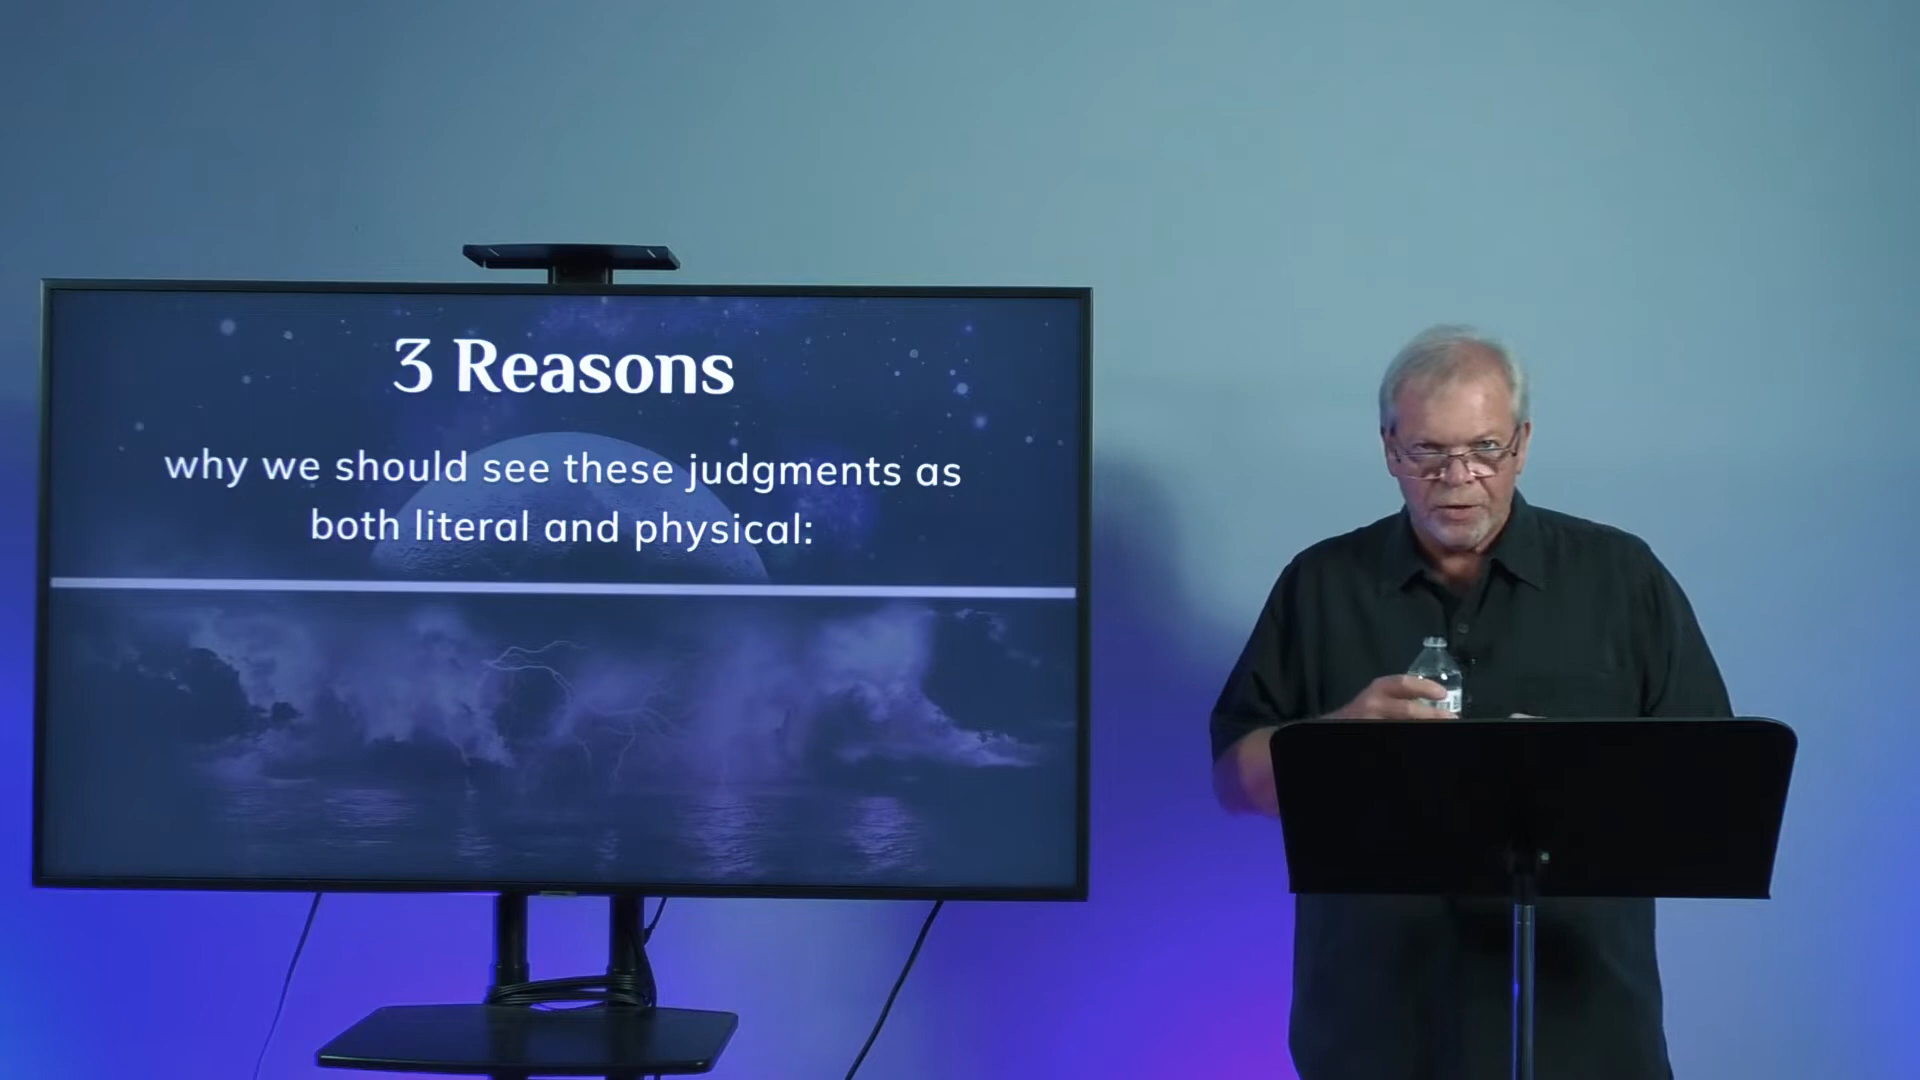 3 Reasons
why we should see these judgments as
both literal and physical: